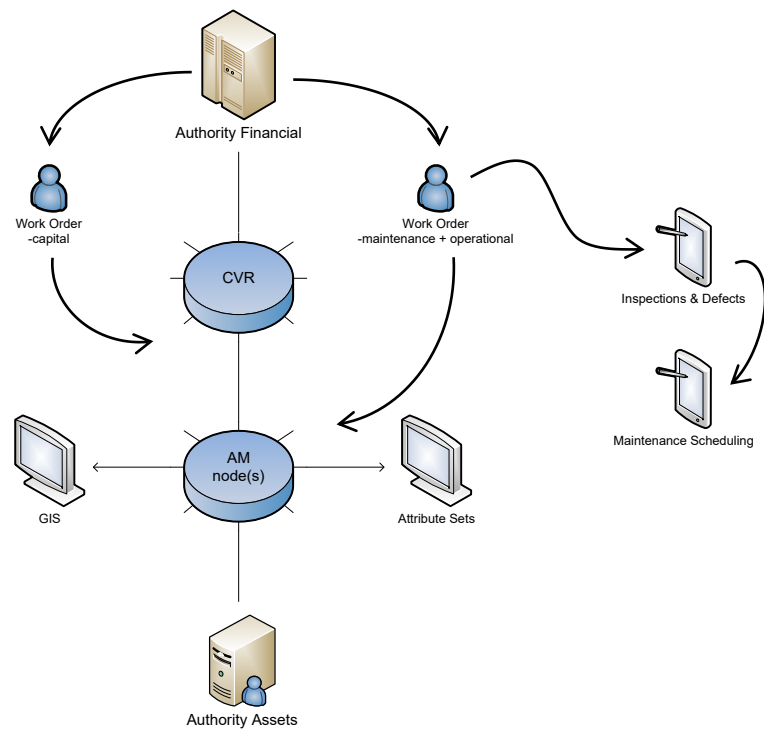 Authority Financial
Work Order
-capital
Work Order
-maintenance + operational
CVR
Inspections & Defects
Maintenance Scheduling
AM
node(s)
GIS
Attribute Sets
Authority Assets